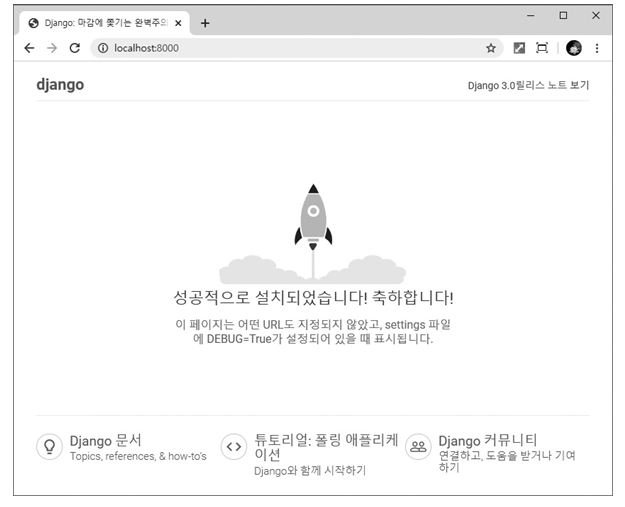 Django: 마감에 쫓기는 완벽주의
localhost:8000
django
Django 3.0릴리스 노트 보기
성공적으로 설치되었습니다! 축하합니다!
이 페이지는 어떤 URL도 지정되지 않았고, settings 파일
에 DEBUG=True가 설정되어 있을 때 표시됩니다.
Django 문서
Topics, references, & how-to's
튜토리얼: 폴링 애플리케
이션
Django와 함께 시작하기
Django 커뮤니티
연결하고, 도움을 받거나 기여
하기